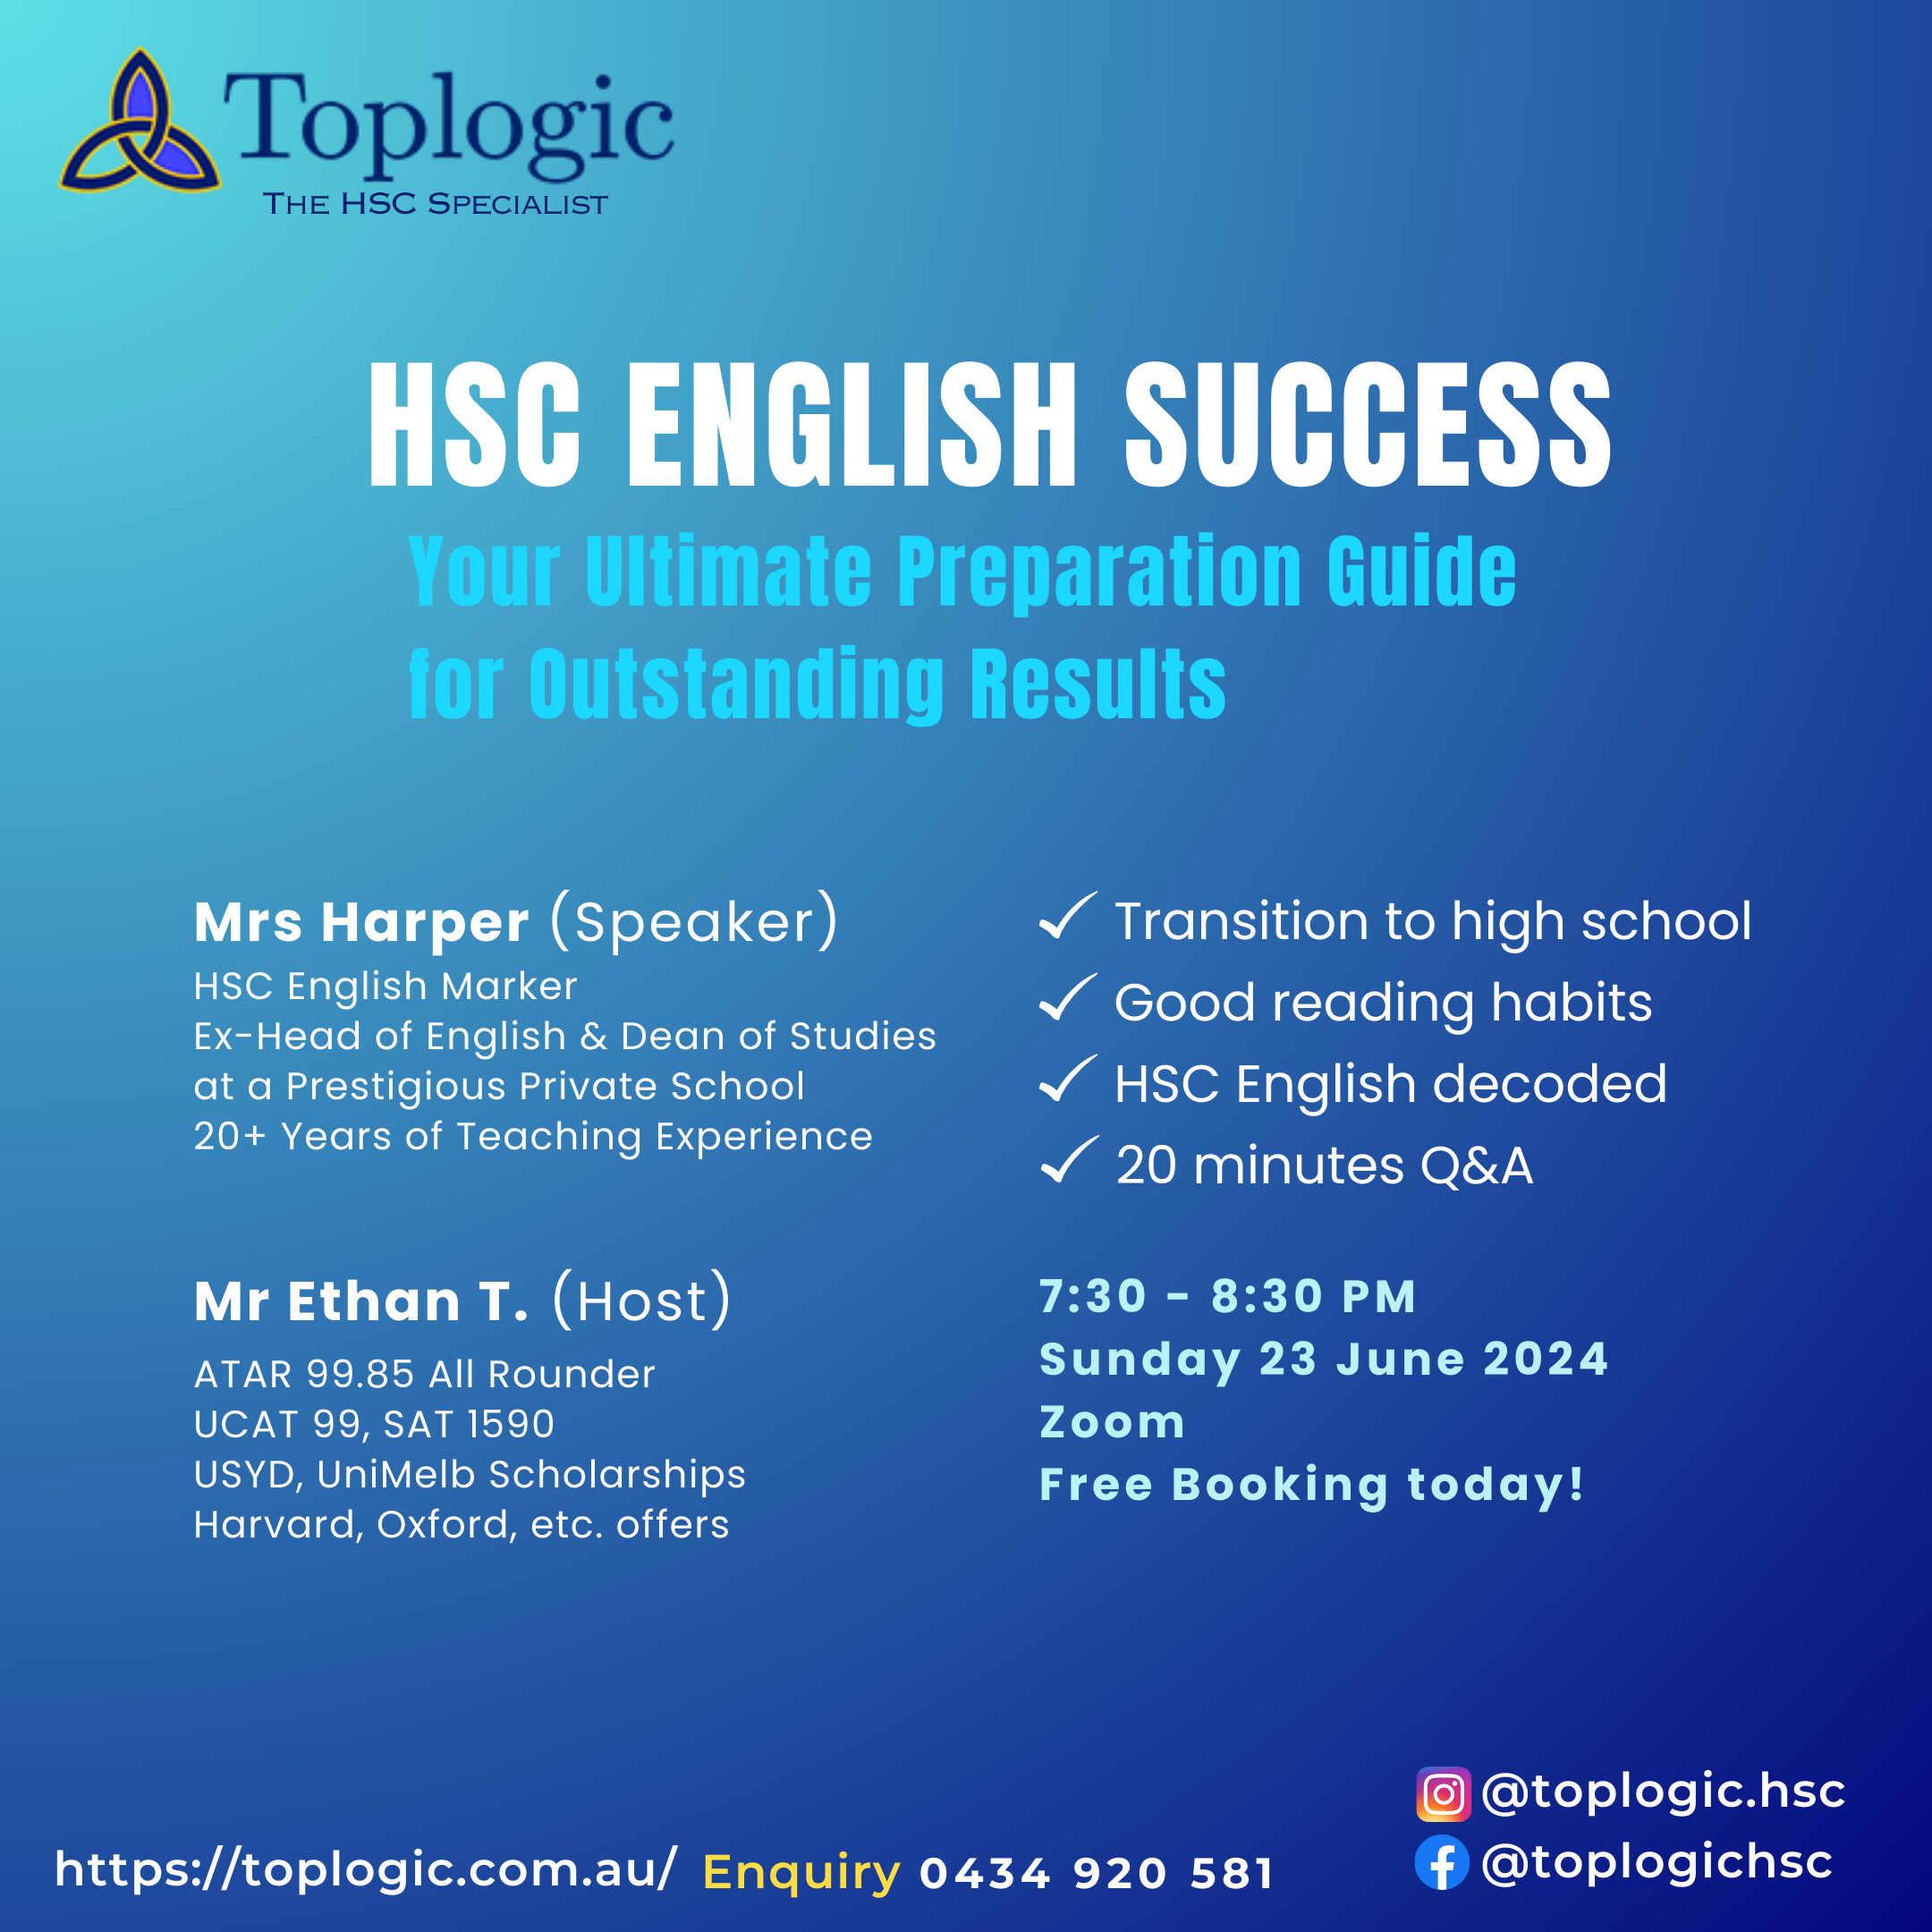 Toplogic
THE HSC SPECIALIST
HSC ENGLISH SUCCESS
Your Ultimate Preparation Guide
for Outstanding Results
Mrs Harper (Speaker)
HSC English Marker
Ex-Head of English & Dean of Studies
at a Prestigious Private School
20+ Years of Teaching Experience
Mr Ethan T. (Host)
ATAR 99.85 All Rounder
UCAT 99, SAT 1590
USYD, UniMelb Scholarships
Harvard, Oxford, etc. offers
Transition to high school
Good reading habits
HSC English decoded
20 minutes Q&A
7:30 - 8:30 PM
Sunday 23 June 2024
Zoom
Free Booking today!
https://toplogic.com.au/ Enquiry 0434 920 581
@toplogic.hsc
@toplogichsc